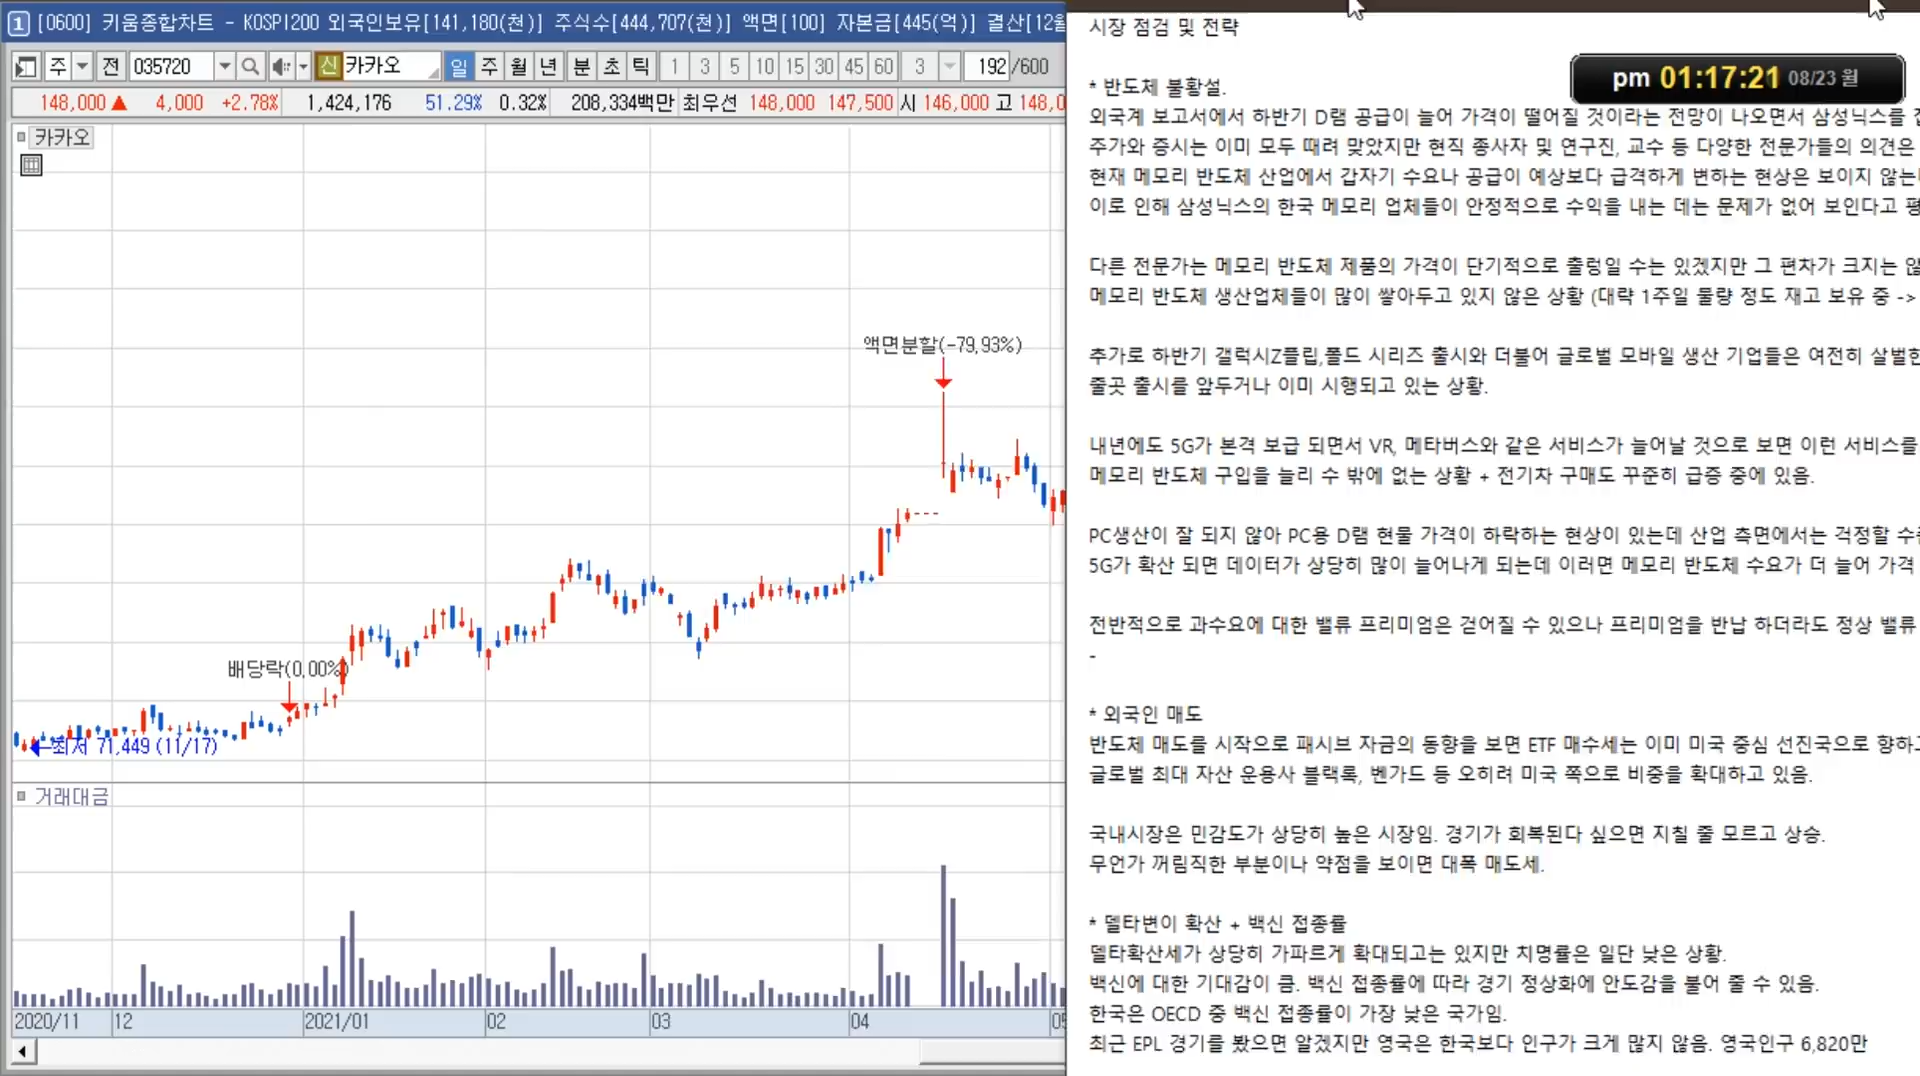 1 [0600] 키움종합차트 - KOSPI200 외국인보유[141,180(천)] 주식수[444,707(천)] 액면[100] 자본금[445(억)] 결산[12월
주 전 035720 신 카카오 일 주 월 년 분 초 틱 1 3 5 10 15 30 45 60 3 192 /600
148,000 ▲ 4,000 +2.78% 1,424,176 51.29% 0.32% 208,334백만 최우선 148,000 147,500 시 146,000 고 148,0
카카오
액면분할(-79,93%)
배당락(0,00%)
최저 71,449 (11/17)
거래대금
2020/11 12 2021/01 02 03 04 05
시장 점검 및 전략
pm 01:17:21 08/23 월
* 반도체 불황설.
외국계 보고서에서 하반기 D램 공급이 늘어 가격이 떨어질 것이라는 전망이 나오면서 삼성닉스를
주가와 증시는 이미 모두 때려 맞았지만 현직 종사자 및 연구진, 교수 등 다양한 전문가들의 의견은
현재 메모리 반도체 산업에서 갑자기 수요나 공급이 예상보다 급격하게 변하는 현상은 보이지 않는
이로 인해 삼성닉스의 한국 메모리 업체들이 안정적으로 수익을 내는 데는 문제가 없어 보인다고 평
다른 전문가는 메모리 반도체 제품의 가격이 단기적으로 출렁일 수는 있겠지만 그 편차가 크지는 않
메모리 반도체 생산업체들이 많이 쌓아두고 있지 않은 상황 (대략 1주일 물량 정도 재고 보유 중 ->
추가로 하반기 갤럭시Z플립,폴드 시리즈 출시와 더불어 글로벌 모바일 생산 기업들은 여전히 살벌한
줄곳 출시를 앞두거나 이미 시행되고 있는 상황.
내년에도 5G가 본격 보급 되면서 VR, 메타버스와 같은 서비스가 늘어날 것으로 보면 이런 서비스를
메모리 반도체 구입을 늘리 수 밖에 없는 상황 + 전기차 구매도 꾸준히 급증 중에 있음.
PC생산이 잘 되지 않아 PC용 D램 현물 가격이 하락하는 현상이 있는데 산업 측면에서는 걱정할 수준
5G가 확산 되면 데이터가 상당히 많이 늘어나게 되는데 이러면 메모리 반도체 수요가 더 늘어 가격
전반적으로 과수요에 대한 밸류 프리미엄은 걷어질 수 있으나 프리미엄을 반납 하더라도 정상 밸류
-
* 외국인 매도
반도체 매도를 시작으로 패시브 자금의 동향을 보면 ETF 매수세는 이미 미국 중심 선진국으로 향하고
글로벌 최대 자산 운용사 블랙록, 벤가드 등 오히려 미국 쪽으로 비중을 확대하고 있음.
국내시장은 민감도가 상당히 높은 시장임. 경기가 회복된다 싶으면 지칠 줄 모르고 상승.
무언가 꺼림직한 부분이나 약점을 보이면 대폭 매도세.
* 델타변이 확산 + 백신 접종률
델타확산세가 상당히 가파르게 확대되고는 있지만 치명률은 일단 낮은 상황.
백신에 대한 기대감이 큼. 백신 접종률에 따라 경기 정상화에 안도감을 불어 줄 수 있음.
한국은 OECD 중 백신 접종률이 가장 낮은 국가임.
최근 EPL 경기를 봤으면 알겠지만 영국은 한국보다 인구가 크게 많지 않음. 영국인구 6,820만